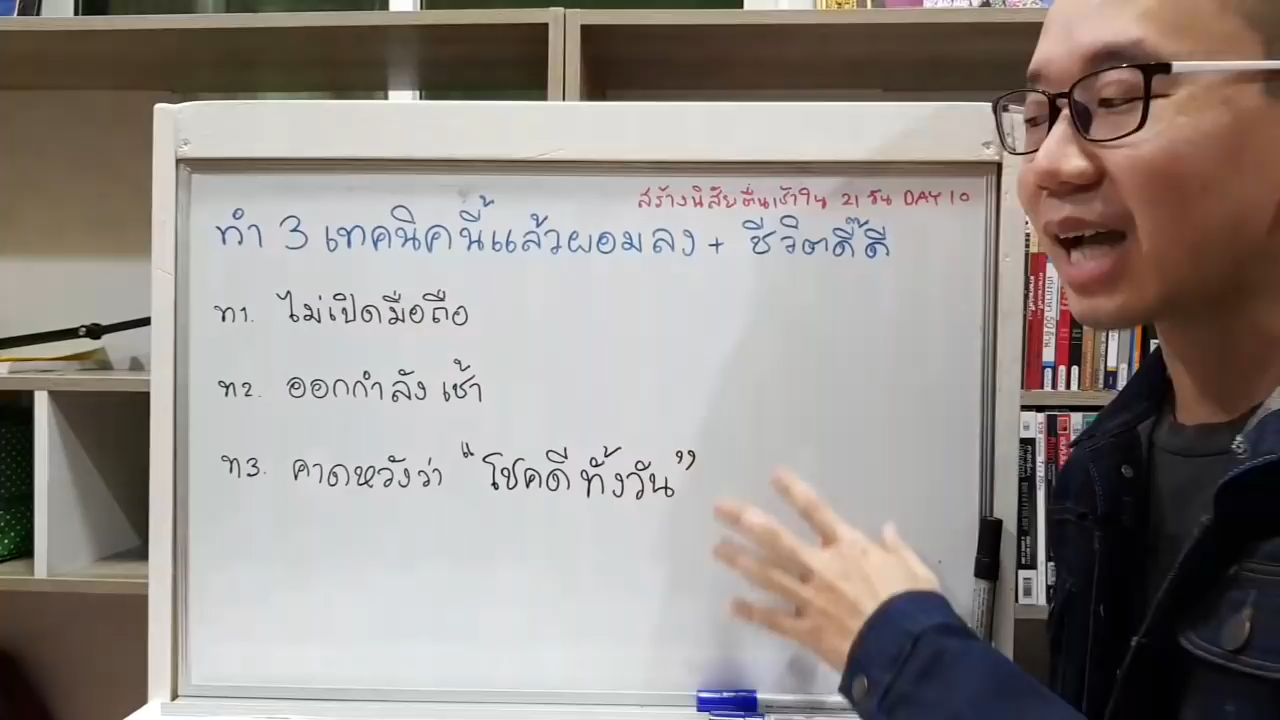 สร้างนิสัยตื่นเช้าใน 21 วัน DAY 10
ทำ 3 เทคนิคนี้แล้วผอมลง + ชีวิตดี๊ดี
ท1. ไม่เปิดมือถือ
ท2. ออกกำลังเช้า
ท3. คาดหวังว่า "โชคดีทั้งวัน"